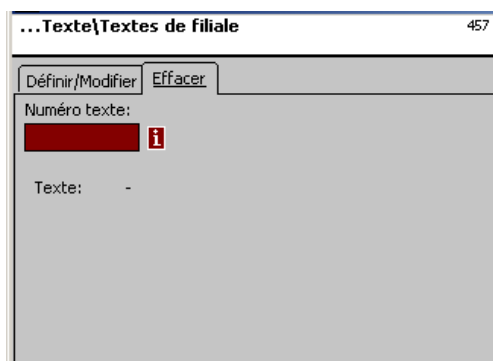 ...Texte\Textes de filiale 457
Définir/Modifier Effacer
Numéro texte:
i
Texte: -